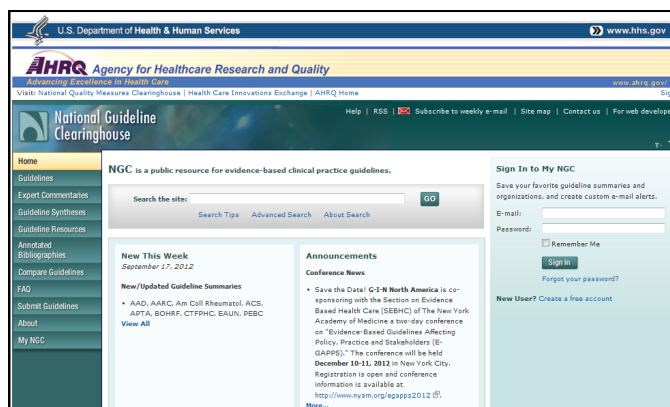 U.S. Department of Health & Human Services
www.hhs.gov
AHRQ Agency for Healthcare Research and Quality
Advancing Excellence in Health Care
www.ahrq.gov/
Visit: National Quality Measures Clearinghouse | Health Care Innovations Exchange | AHRQ Home
Sig
National Guideline
Clearinghouse
Help | RSS | Subscribe to weekly e-mail | Site map | Contact us | For web develope
T-
Home
Guidelines
Expert Commentaries
Guideline Syntheses
Guideline Resources
Annotated
Bibliographies
Compare Guidelines
FAQ
Submit Guidelines
About
My NGC
NGC is a public resource for evidence-based clinical practice guidelines.
Search the site:
GO
Search Tips Advanced Search About Search
New This Week
September 17, 2012
New/Updated Guideline Summaries
• AAD, AARC, Am Coll Rheumatol, ACS,
APTA, BOHRF, CTFPHC, EAUN, PEBC
View All
Announcements
Conference News
• Save the Date! G-I-N North America is co-
sponsoring with the Section on Evidence
Based Health Care (SEBHC) of The New York
Academy of Medicine a two-day conference
on "Evidence-Based Guidelines Affecting
Policy, Practice and Stakeholders (E-
GAPPS)." The conference will be held
December 10-11, 2012 in New York City.
Registration is open and conference
information is available at
http://www.nyam.org/egapps2012.
More...
Sign In to My NGC
Save your favorite guideline summaries and
organizations, and create custom e-mail alerts.
E-mail:
Password:
Remember Me
Sign In
Forgot your password?
New User? Create a free account